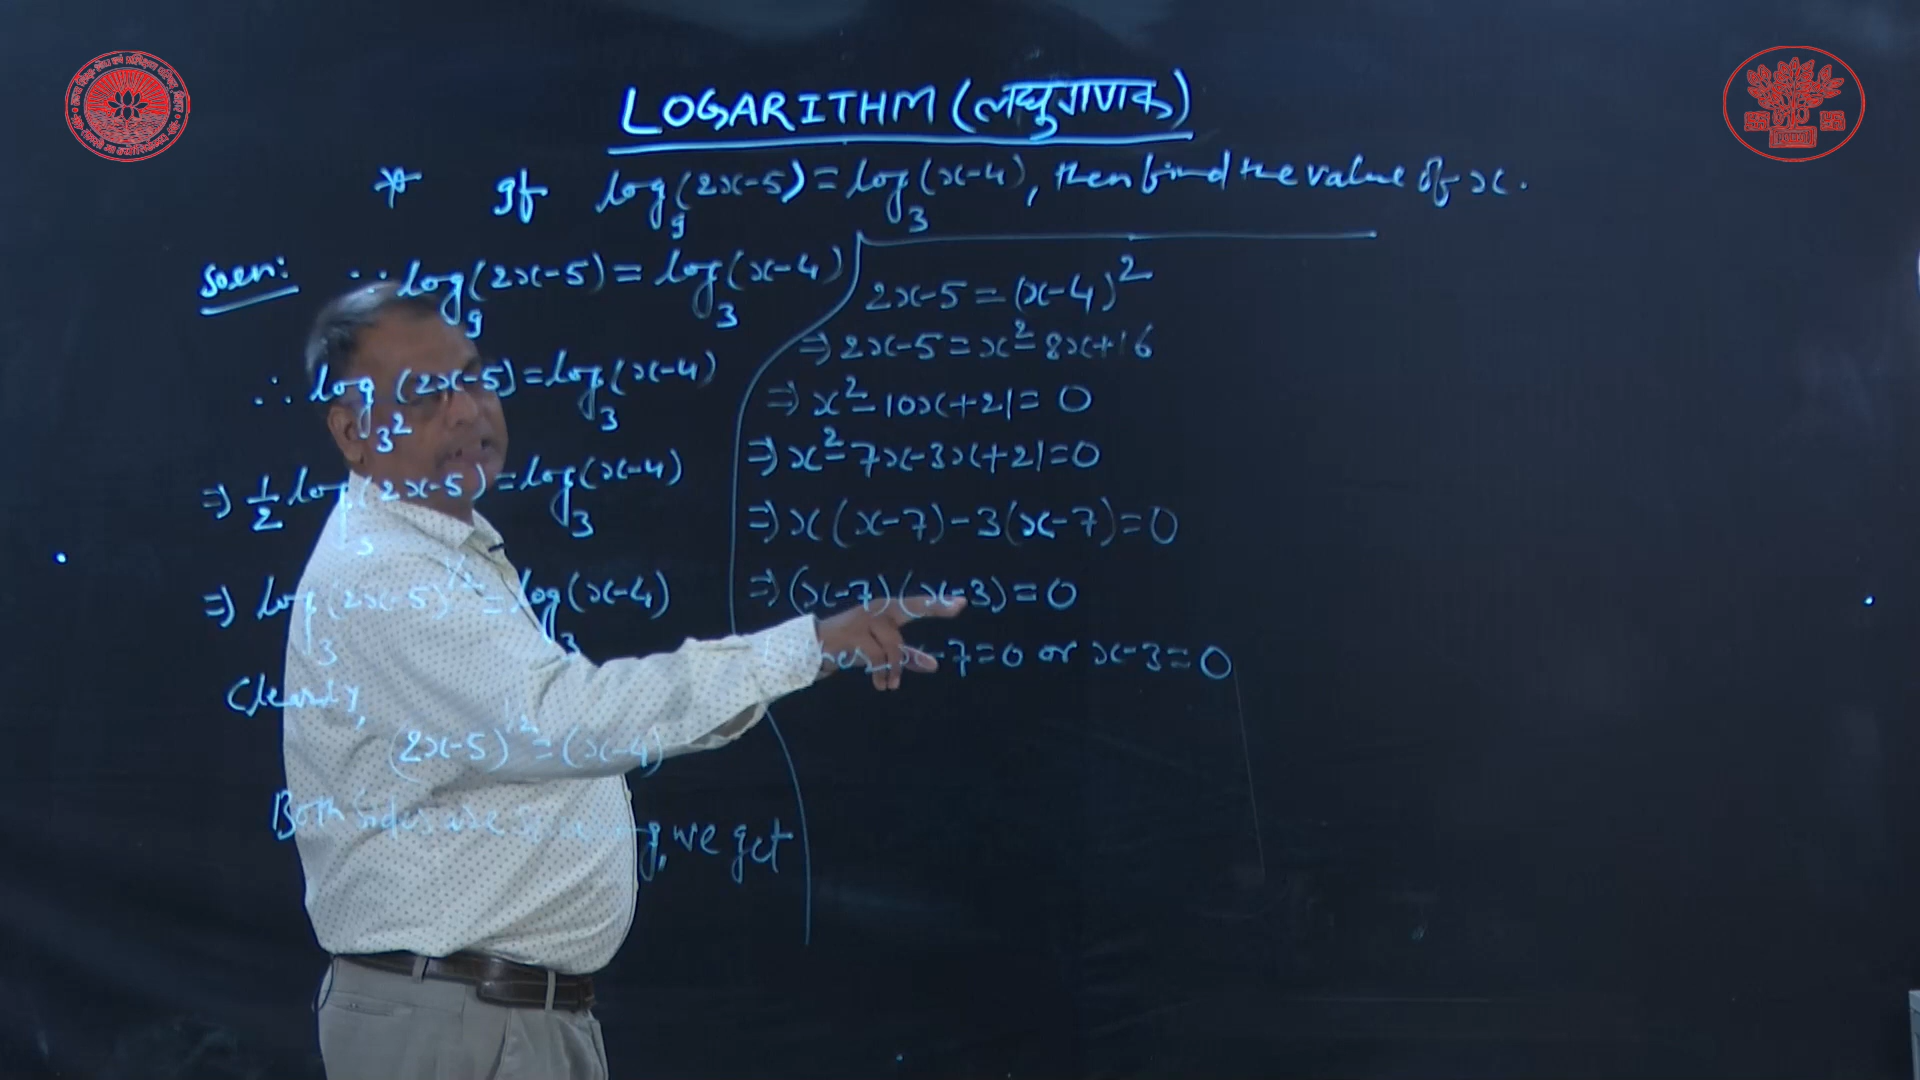 LOGARITHM (लघुगणक)
* If log₉(2x-5) = log₃(x-4), then find the value of x.
Soln: ∵ log₉(2x-5) = log₃(x-4)
∴ log₃²(2x-5) = log₃(x-4)
⇒ 1/2 log₃(2x-5) = log₃(x-4)
⇒ log₃(2x-5)^1/2 = log₃(x-4)
Clearly,
(2x-5)^1/2 = (x-4)
Both sides we get
2x-5 = (x-4)²
⇒ 2x-5 = x²-8x+16
⇒ x²-10x+21 = 0
⇒ x²-7x-3x+21=0
⇒ x(x-7)-3(x-7)=0
⇒ (x-7)(x-3)=0
x-7=0 or x-3=0